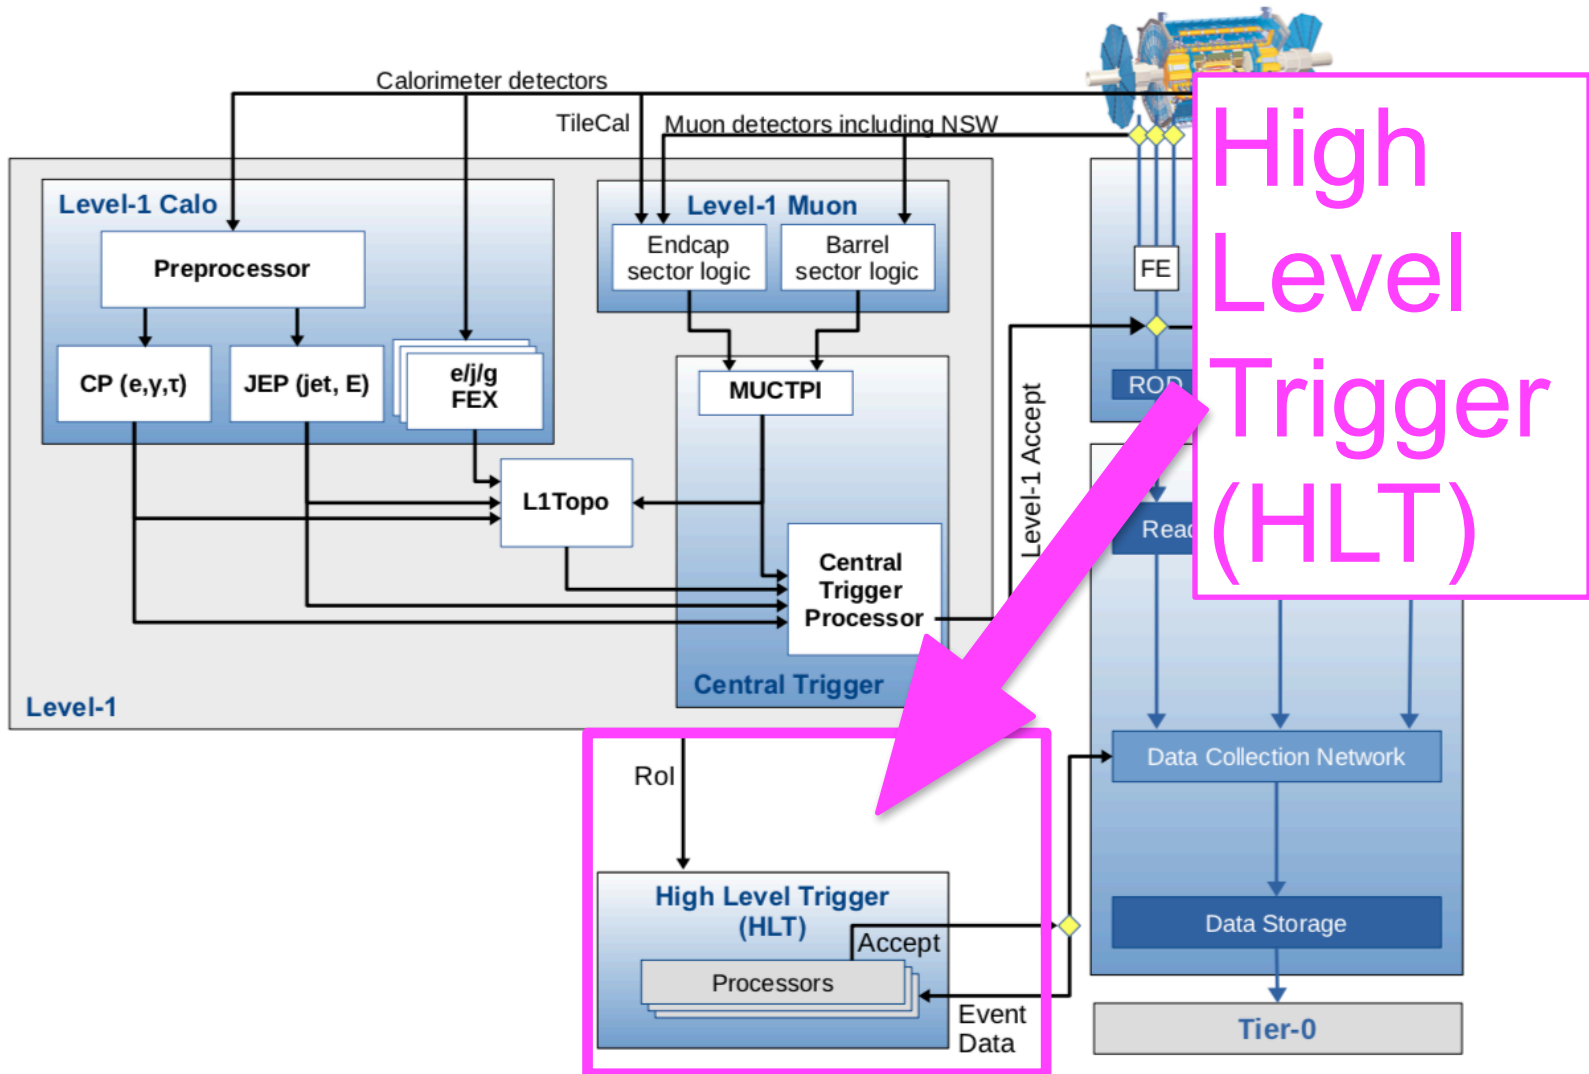 Calorimeter detectors
TileCal
Muon detectors including NSW
High
Level
Trigger
(HLT)
Level-1 Calo
Preprocessor
CP (e,γ,τ)
JEP (jet, E)
e/j/g
FEX
Level-1 Muon
Endcap
sector logic
Barrel
sector logic
MUCTPI
L1Topo
Central
Trigger
Processor
Central Trigger
Level-1
Level-1 Accept
FE
ROD
RoI
High Level Trigger
(HLT)
Accept
Processors
Event
Data
Data Collection Network
Data Storage
Tier-0